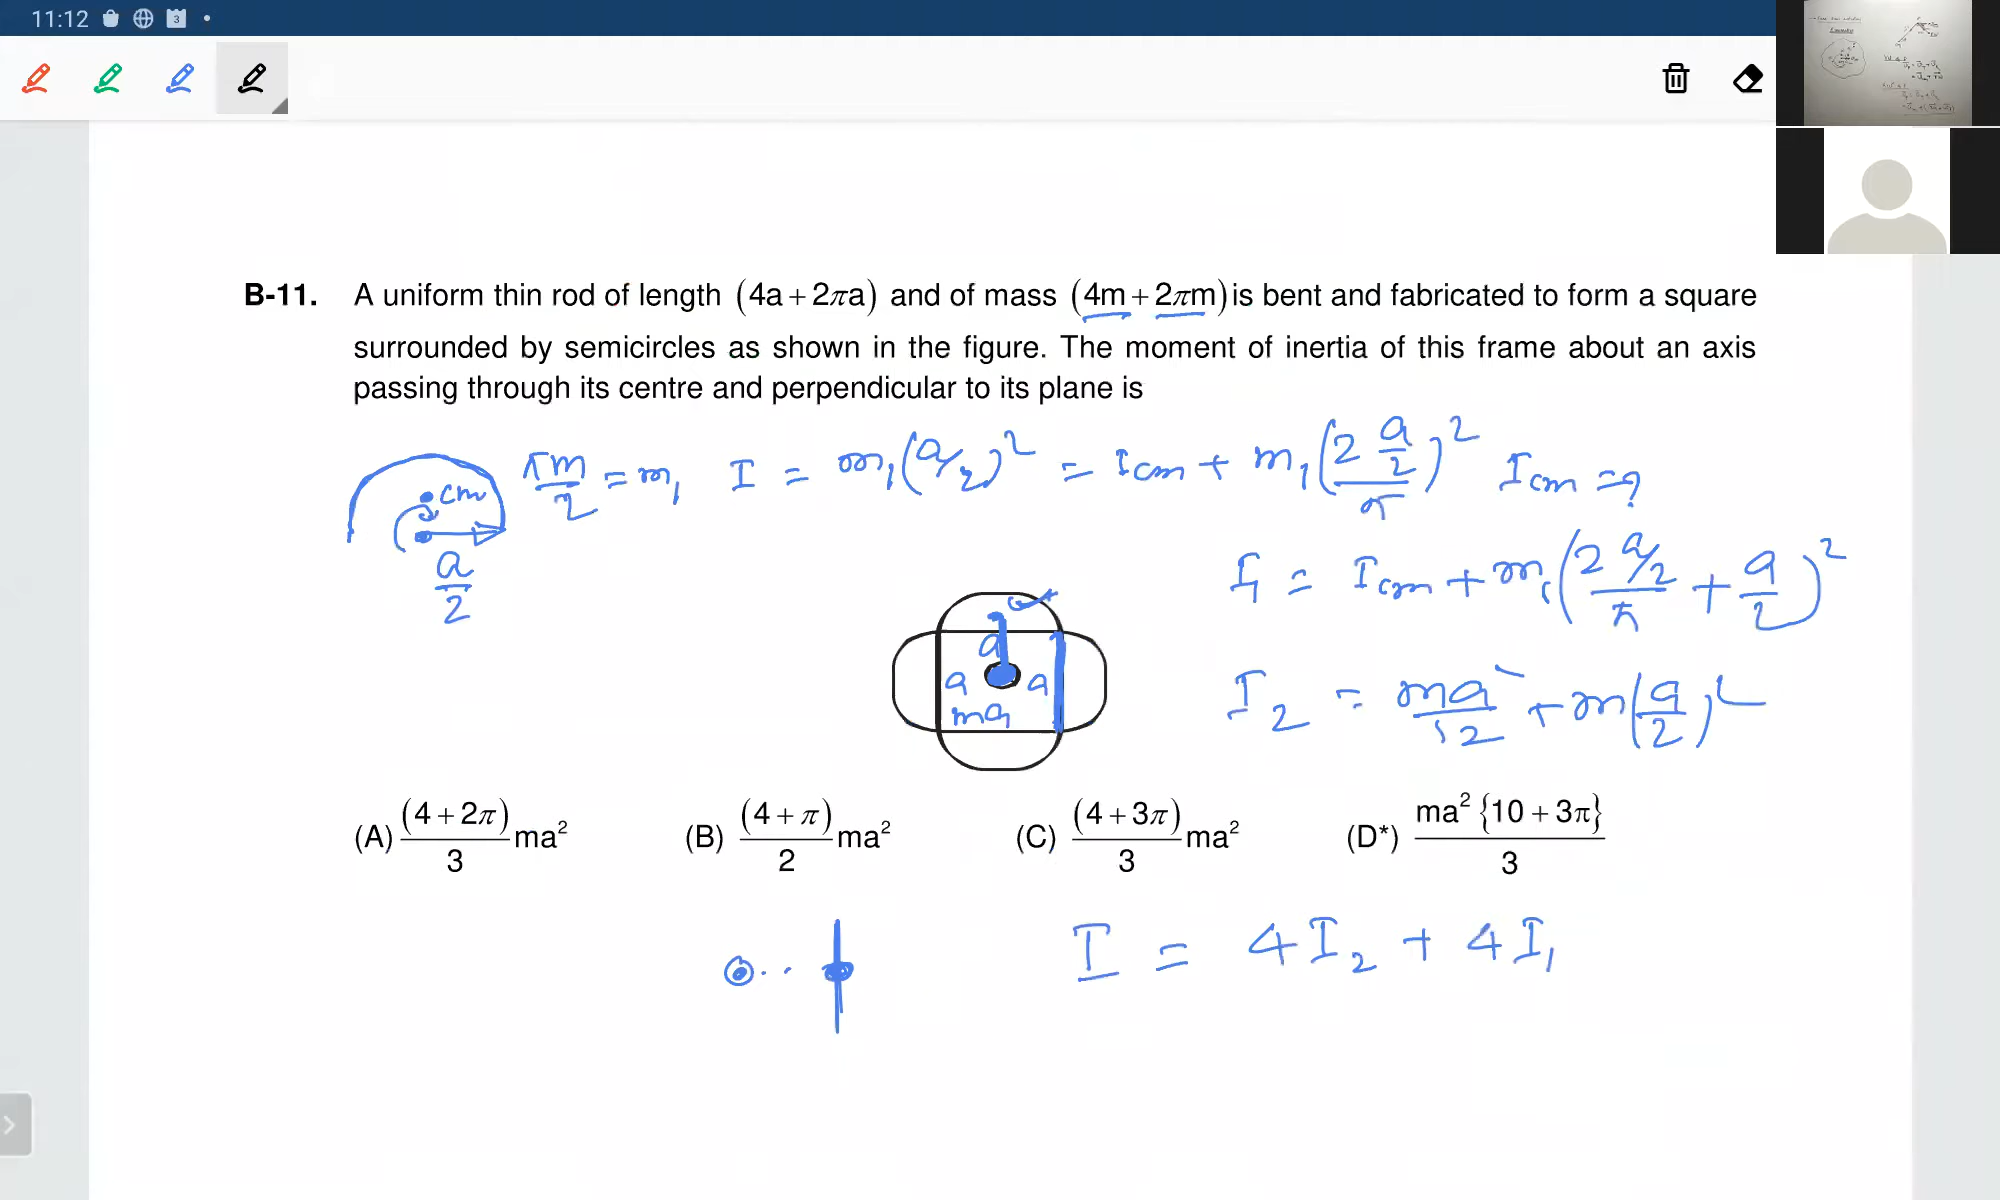 11:12
3
B-11. A uniform thin rod of length (4a + 2πa) and of mass (4m + 2πm) is bent and fabricated to form a square
surrounded by semicircles as shown in the figure. The moment of inertia of this frame about an axis
passing through its centre and perpendicular to its plane is
cm πm/2 = m₁ I = m₁(a/2)² = Icm + m₁(2 a/2 / π)² Icm = ?
a/2
I₁ = Icm + m₁(2 a/2 / π + a/2)²
a
a a
ma
I₂ = ma²/12 + m(a/2)²
(A) (4 + 2π)/3 ma² (B) (4 + π)/2 ma² (C) (4 + 3π)/3 ma² (D*) ma² {10 + 3π}/3
I = 4I₂ + 4I₁